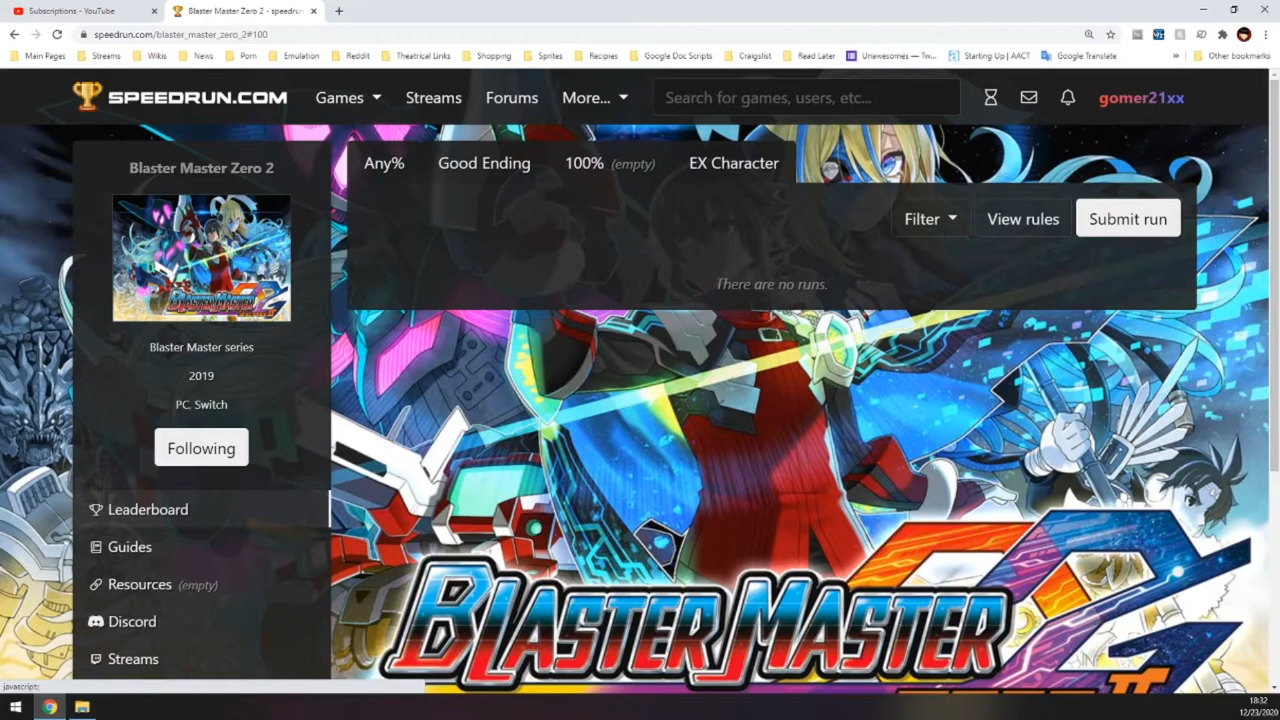 Subscriptions - YouTube
Blaster Master Zero 2 - speedrun
speedrun.com/blaster_master_zero_2#100
Main Pages Streams Wikis News Porn Emulation Reddit Theatrical Links Shopping Sprites Recipies Google Doc Scripts Craigslist Read Later Unawesomes — Tw... Starting Up | AACT Google Translate » Other bookmarks
SPEEDRUN.COM Games Streams Forums More... Search for games, users, etc... gomer21xx
Blaster Master Zero 2
Any% Good Ending 100% (empty) EX Character
Filter View rules Submit run
There are no runs.
BLASTER MASTER
Blaster Master series
2019
PC, Switch
Following
Leaderboard
Guides
Resources (empty)
Discord
Streams
BLASTER MASTER
javascript:;
18:32
12/23/2020